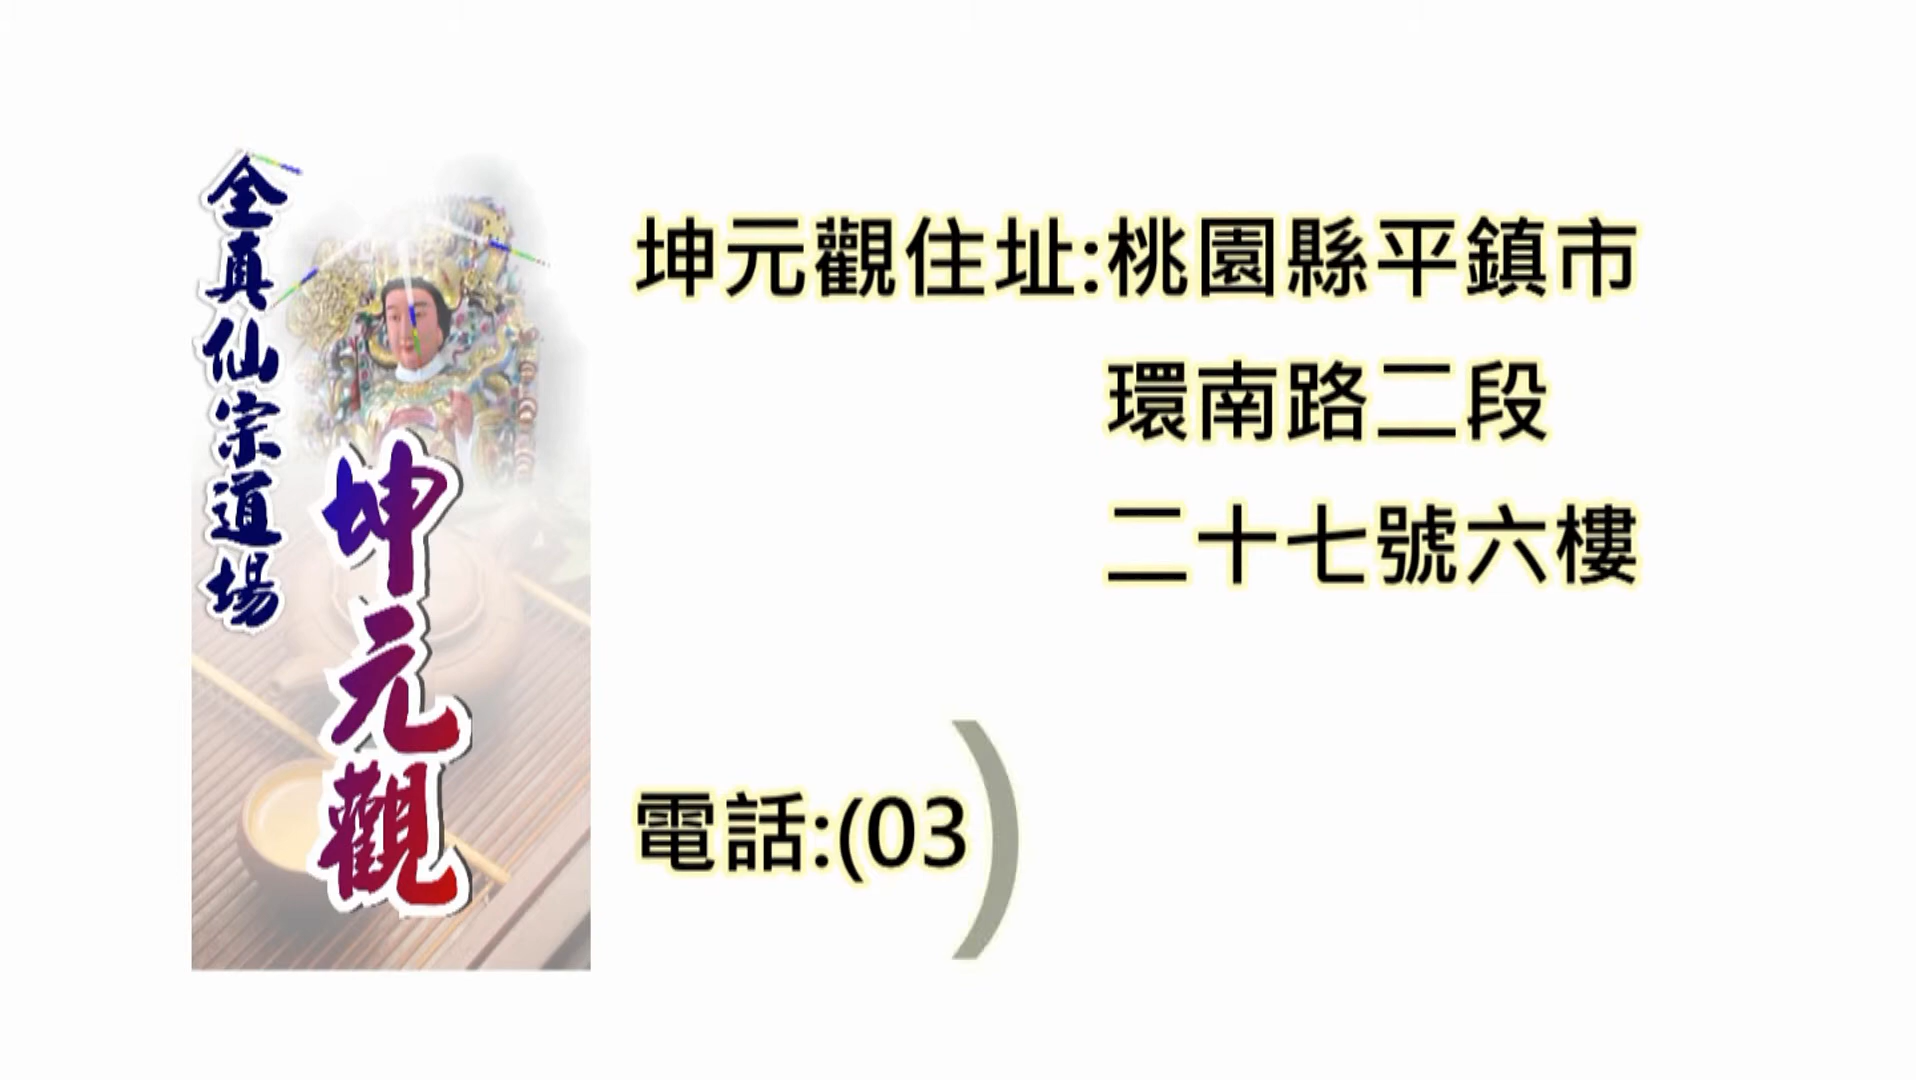 全真仙宗道場
坤元觀
坤元觀住址:桃園縣平鎮市
環南路二段
二十七號六樓
電話:(03)